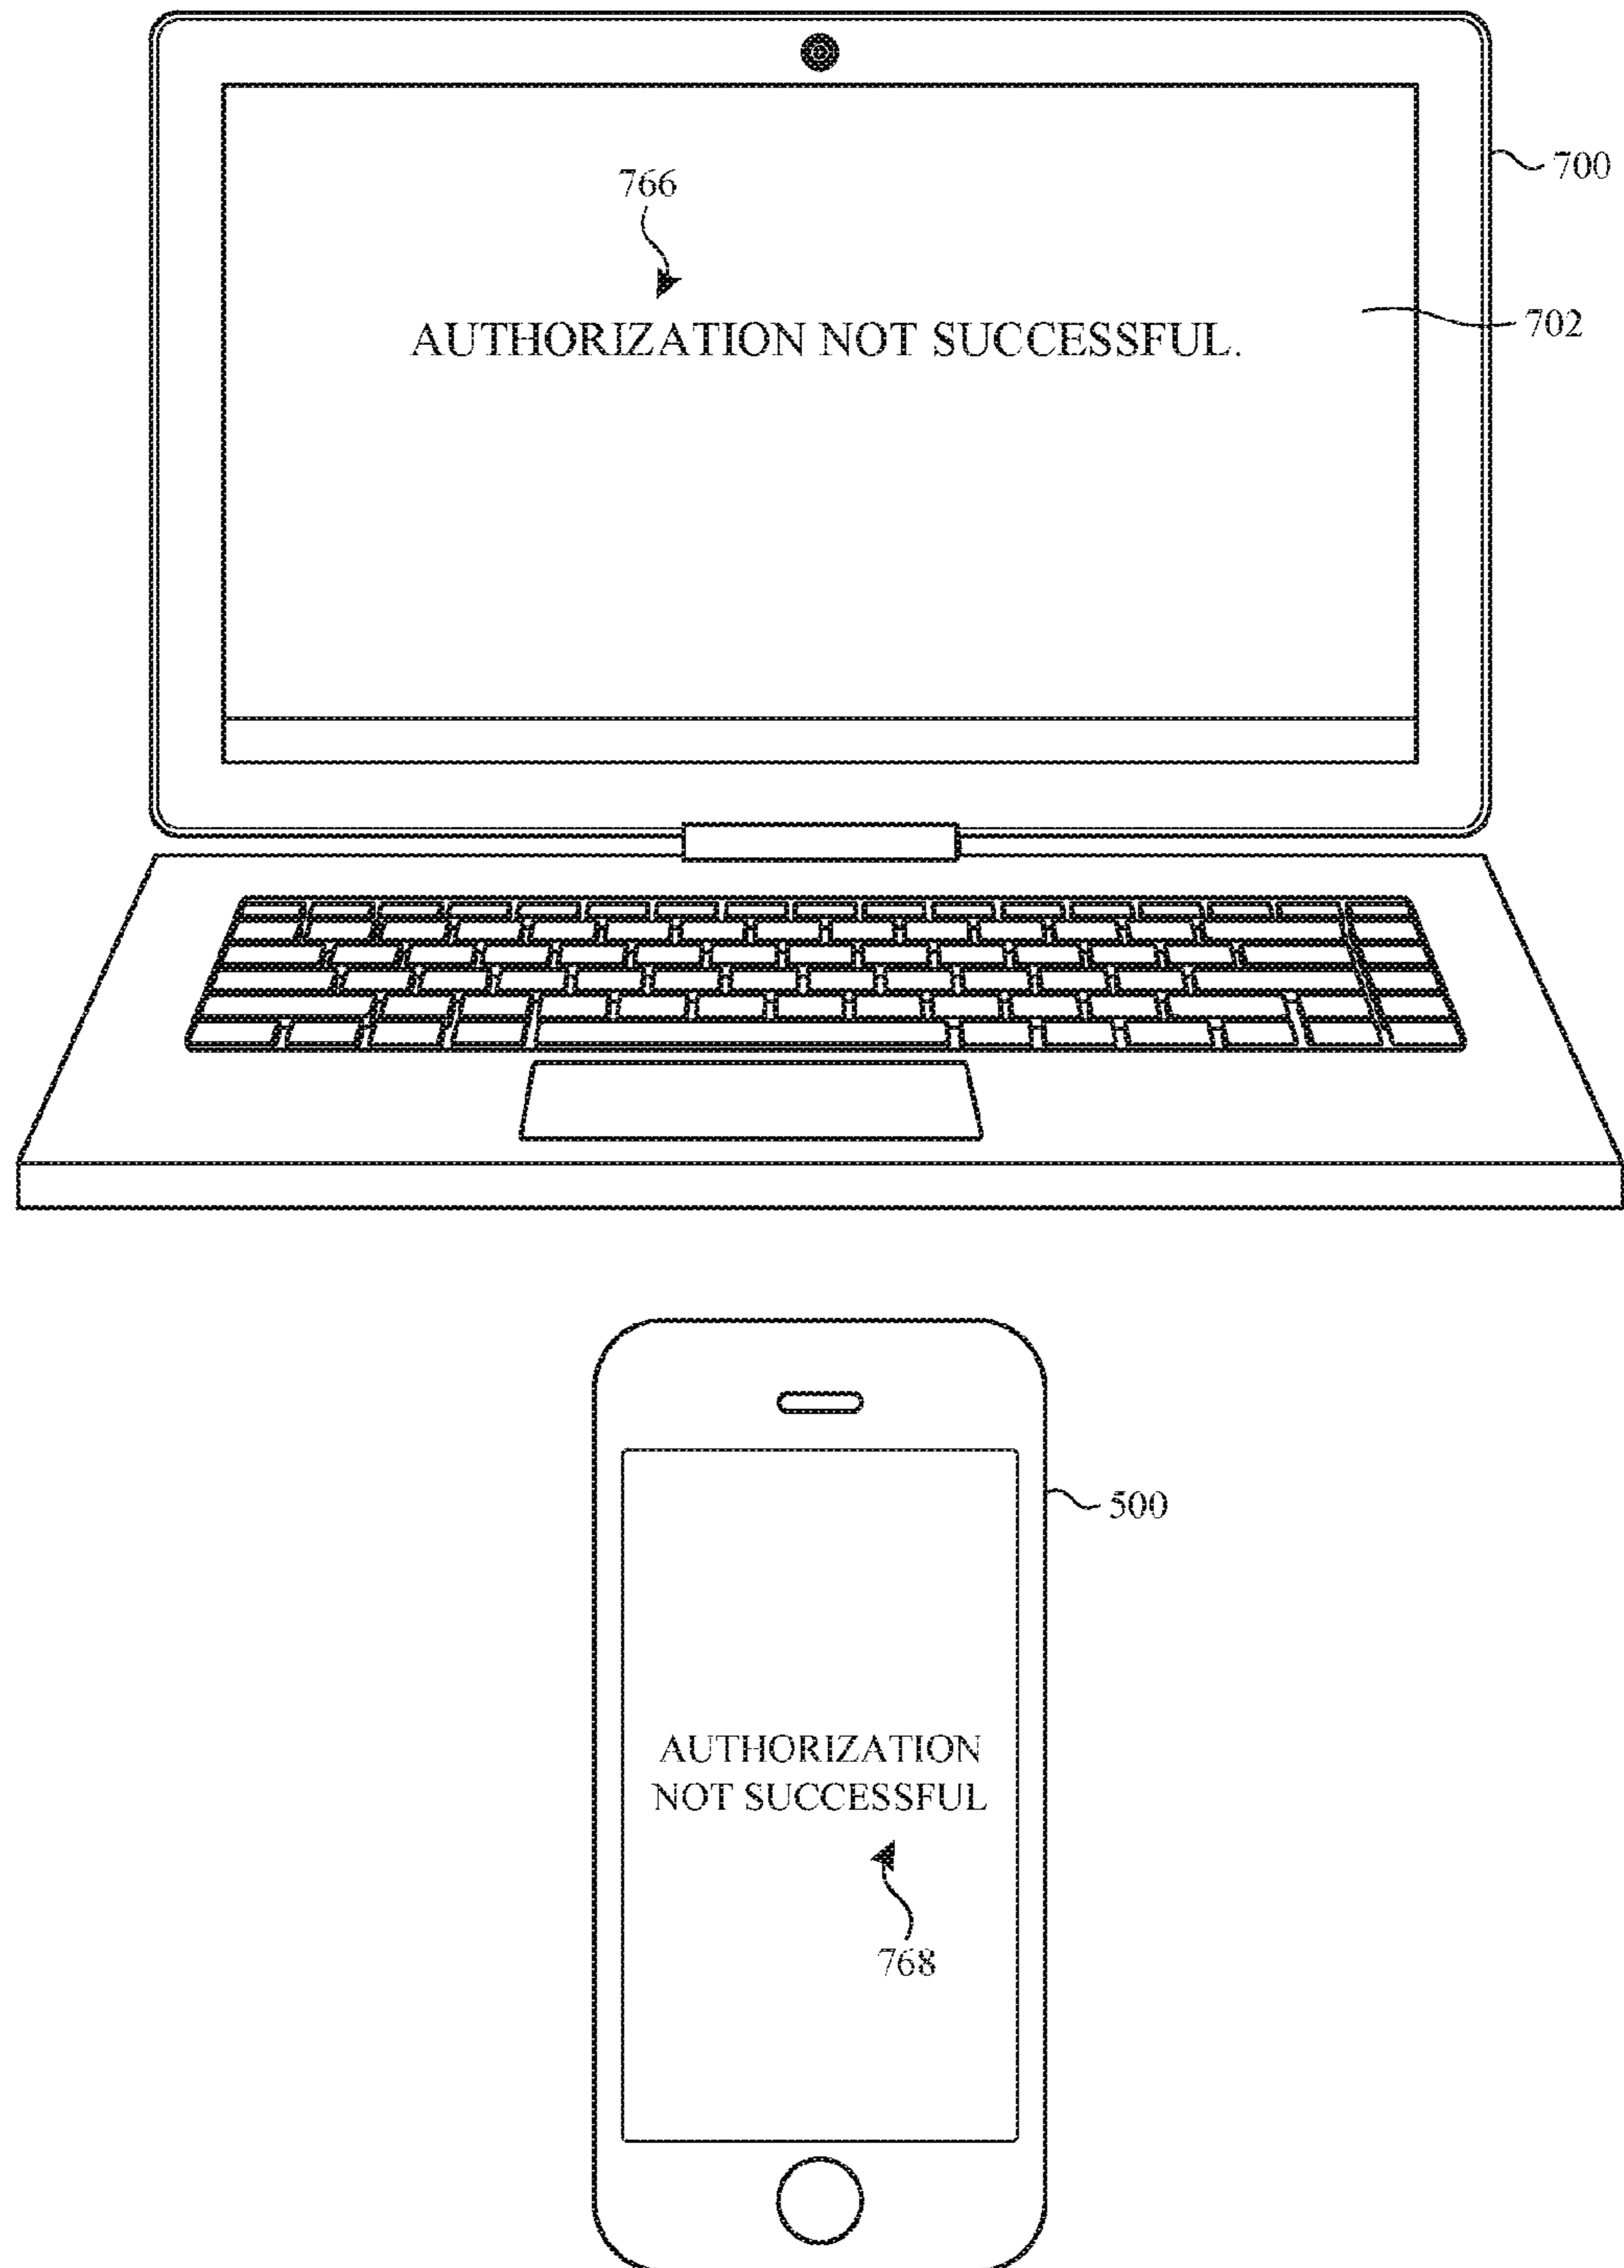 700
766
702
AUTHORIZATION NOT SUCCESSFUL.
500
AUTHORIZATION
NOT SUCCESSFUL
768